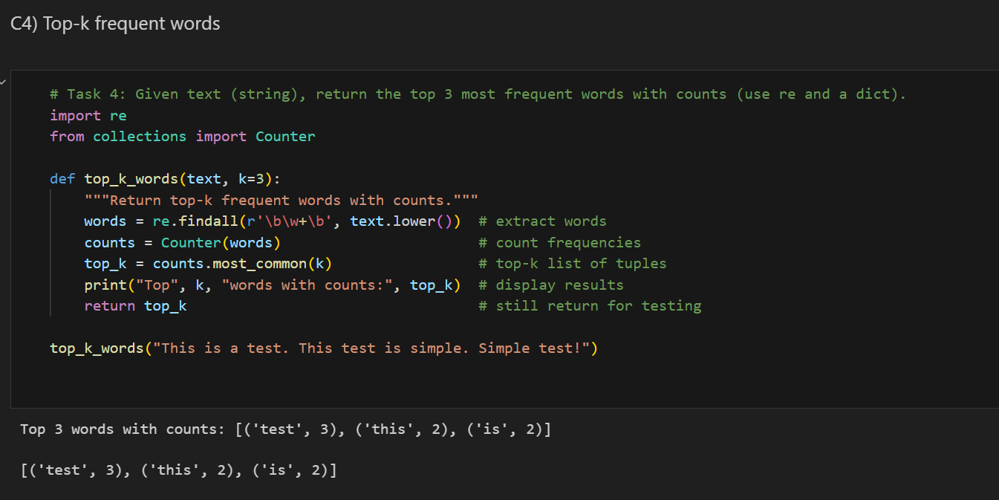 C4) Top-k frequent words
# Task 4: Given text (string), return the top 3 most frequent words with counts (use re and a dict).
import re
from collections import Counter
def top_k_words(text, k=3):
    """Return top-k frequent words with counts."""
    words = re.findall(r'\b\w+\b', text.lower())  # extract words
    counts = Counter(words)                       # count frequencies
    top_k = counts.most_common(k)                 # top-k list of tuples
    print("Top", k, "words with counts:", top_k)  # display results
    return top_k                                  # still return for testing
top_k_words("This is a test. This test is simple. Simple test!")
Top 3 words with counts: [('test', 3), ('this', 2), ('is', 2)]
[('test', 3), ('this', 2), ('is', 2)]